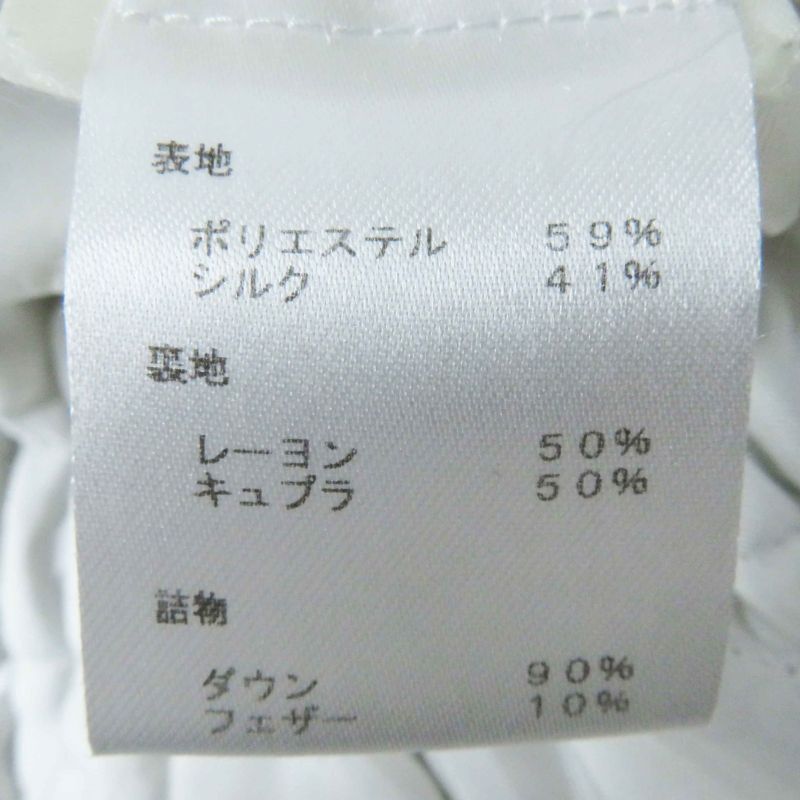 表地
ポリエステル 59%
シルク 41%
裏地
レーヨン 50%
キュプラ 50%
詰物
ダウン 90%
フェザー 10%